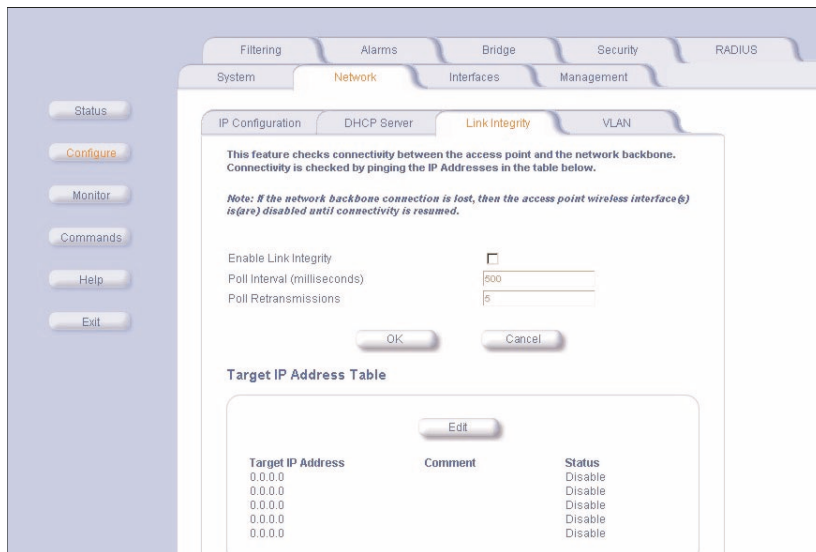 Filtering Alarms Bridge Security RADIUS
System Network Interfaces Management
Status
Configure
Monitor
Commands
Help
Exit
IP Configuration DHCP Server Link Integrity VLAN
This feature checks connectivity between the access point and the network backbone.
Connectivity is checked by pinging the IP Addresses in the table below.
Note: If the network backbone connection is lost, then the access point wireless interface(s)
is(are) disabled until connectivity is resumed.
Enable Link Integrity
Poll Interval (milliseconds) 500
Poll Retransmissions 5
OK Cancel
Target IP Address Table
Edit
Target IP Address Comment Status
0.0.0.0 Disable
0.0.0.0 Disable
0.0.0.0 Disable
0.0.0.0 Disable
0.0.0.0 Disable